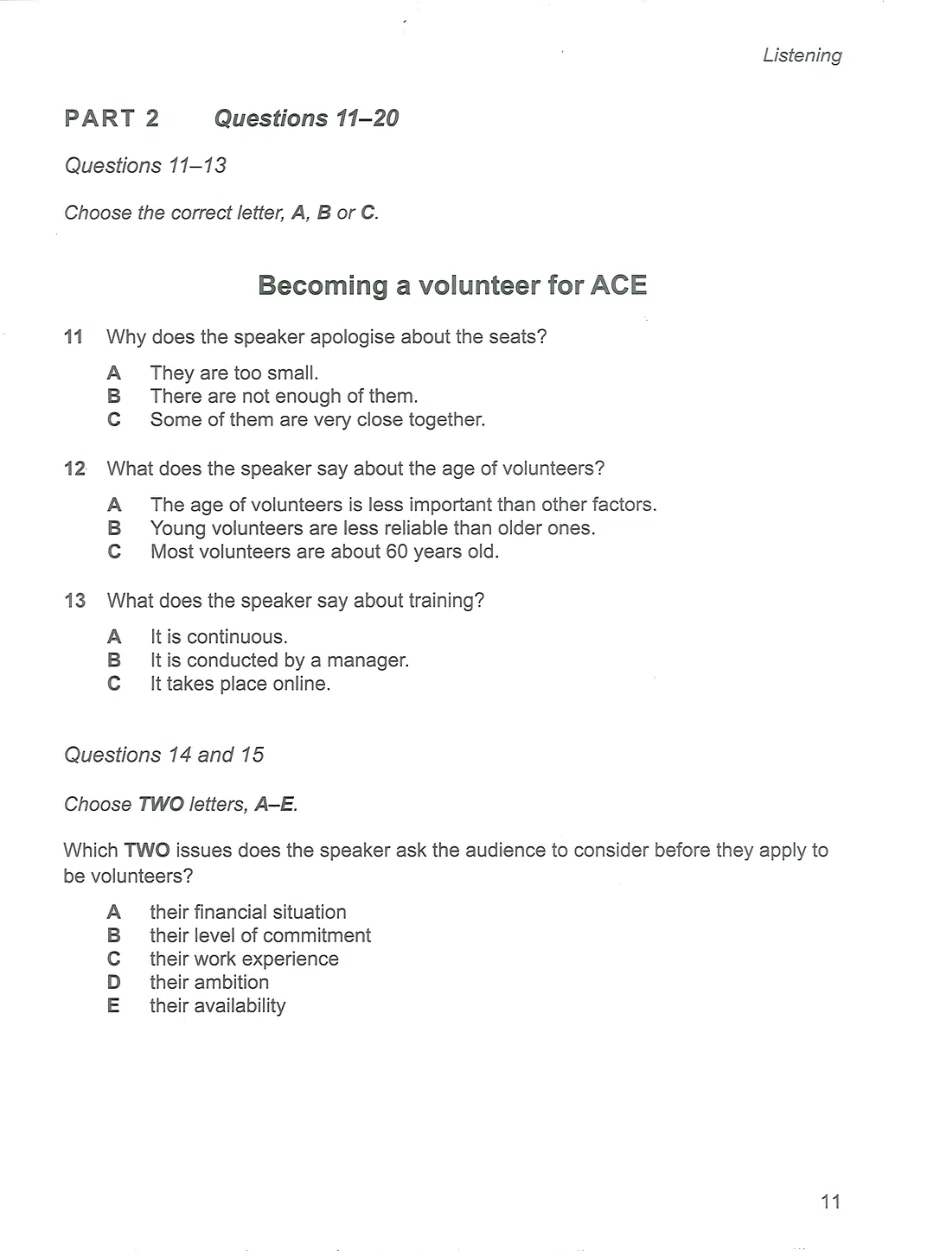 Listening
PART 2 Questions 11–20
Questions 11–13
Choose the correct letter, A, B or C.
Becoming a volunteer for ACE
11 Why does the speaker apologise about the seats?
A They are too small.
B There are not enough of them.
C Some of them are very close together.
12 What does the speaker say about the age of volunteers?
A The age of volunteers is less important than other factors.
B Young volunteers are less reliable than older ones.
C Most volunteers are about 60 years old.
13 What does the speaker say about training?
A It is continuous.
B It is conducted by a manager.
C It takes place online.
Questions 14 and 15
Choose TWO letters, A–E.
Which TWO issues does the speaker ask the audience to consider before they apply to
be volunteers?
A their financial situation
B their level of commitment
C their work experience
D their ambition
E their availability
11